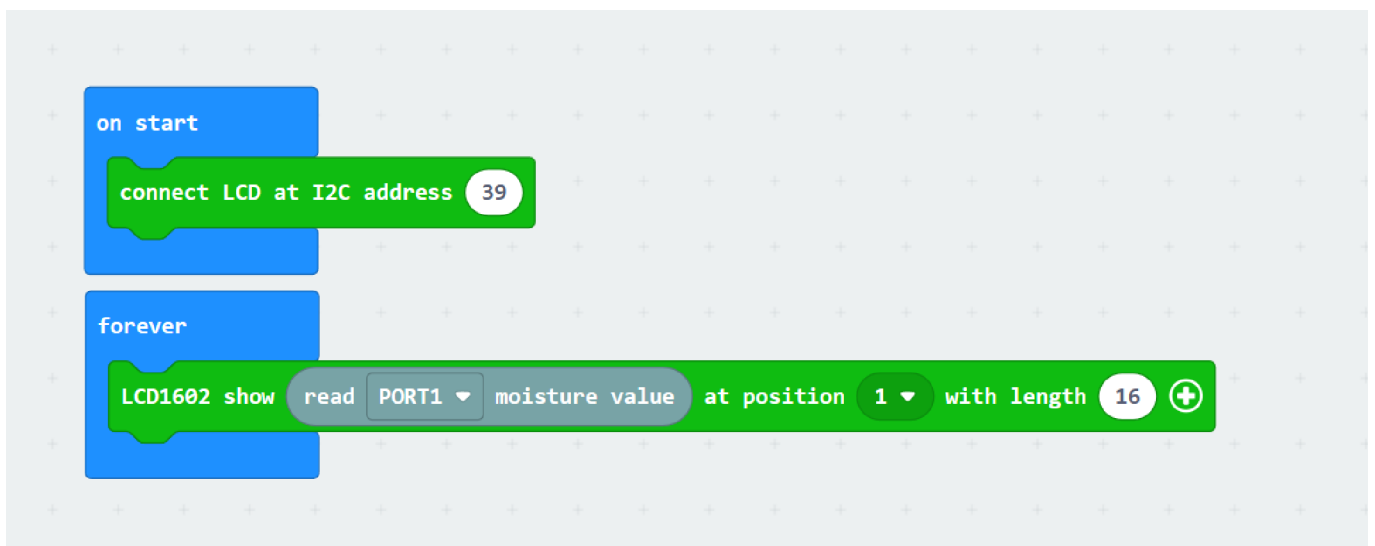 on start
connect LCD at I2C address 39
forever
LCD1602 show read PORT1 moisture value at position 1 with length 16